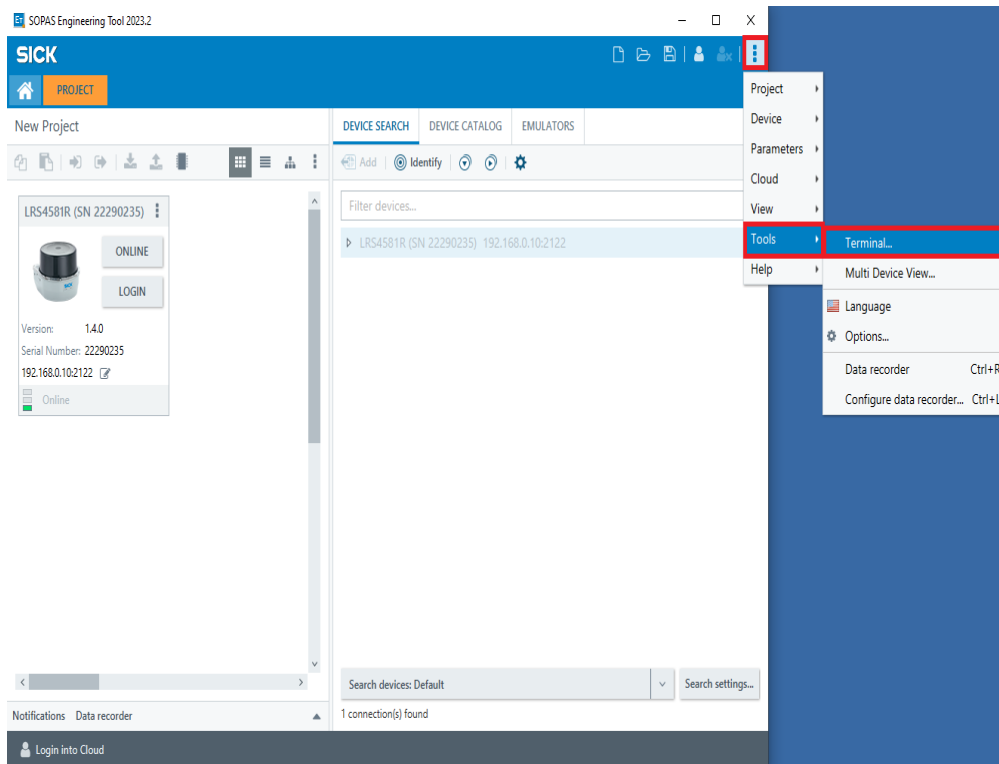 SOPAS Engineering Tool 2023.2
SICK
PROJECT
New Project
LRS4581R (SN 22290235)
ONLINE
LOGIN
Version: 1.4.0
Serial Number: 22290235
192.168.0.10:2122
Online
Notifications Data recorder
Login into Cloud
DEVICE SEARCH DEVICE CATALOG EMULATORS
Add Identify
Filter devices...
LRS4581R (SN 22290235) 192.168.0.10:2122
Search devices: Default Search settings...
1 connection(s) found
Project
Device
Parameters
Cloud
View
Tools
Help
Terminal...
Multi Device View...
Language
Options...
Data recorder Ctrl+R
Configure data recorder... Ctrl+L